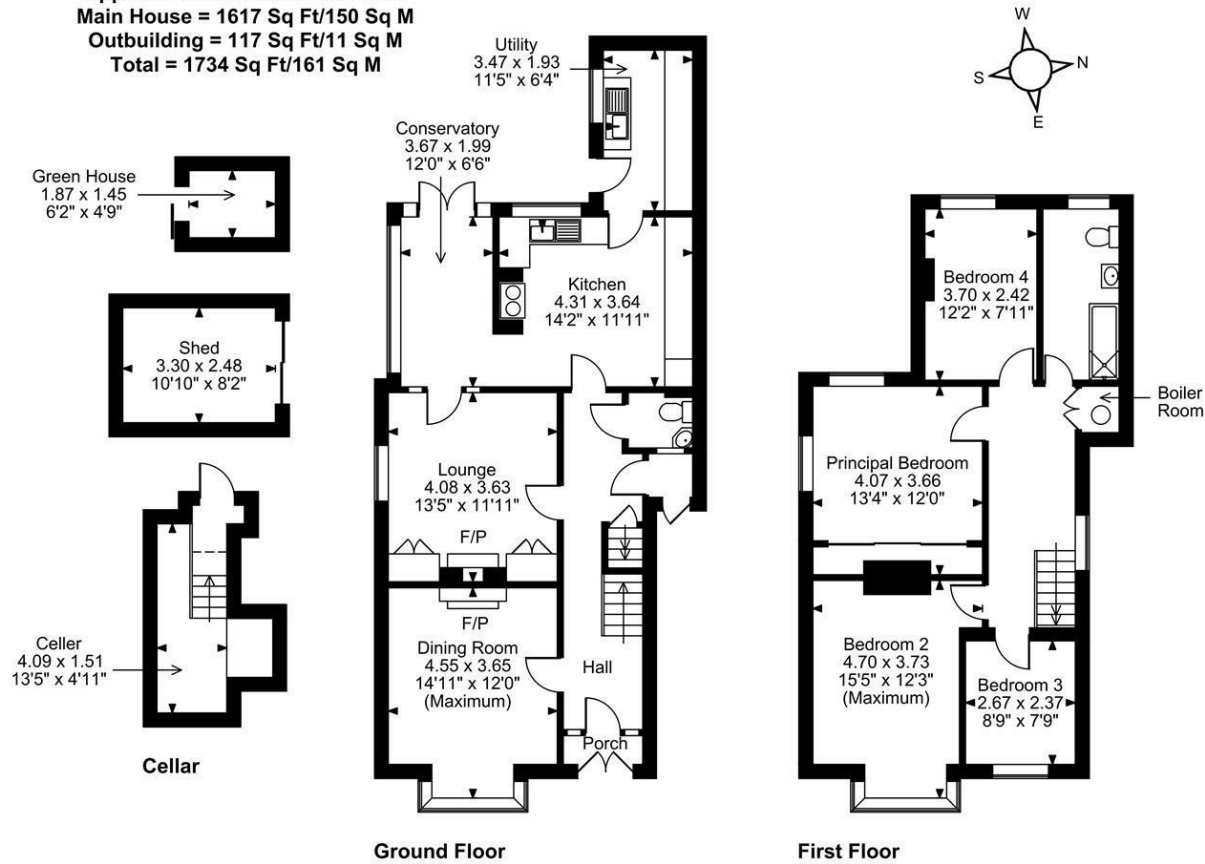 Main House = 1617 Sq Ft/150 Sq M
Outbuilding = 117 Sq Ft/11 Sq M
Total = 1734 Sq Ft/161 Sq M
W
N
S
E
Utility
3.47 x 1.93
11'5" x 6'4"
Conservatory
3.67 x 1.99
12'0" x 6'6"
Green House
1.87 x 1.45
6'2" x 4'9"
Kitchen
4.31 x 3.64
14'2" x 11'11"
Shed
3.30 x 2.48
10'10" x 8'2"
Lounge
4.08 x 3.63
13'5" x 11'11"
F/P
F/P
Dining Room
4.55 x 3.65
14'11" x 12'0"
(Maximum)
Hall
Porch
Celler
4.09 x 1.51
13'5" x 4'11"
Cellar
Ground Floor
Bedroom 4
3.70 x 2.42
12'2" x 7'11"
Boiler
Room
Principal Bedroom
4.07 x 3.66
13'4" x 12'0"
Bedroom 2
4.70 x 3.73
15'5" x 12'3"
(Maximum)
Bedroom 3
2.67 x 2.37
8'9" x 7'9"
First Floor